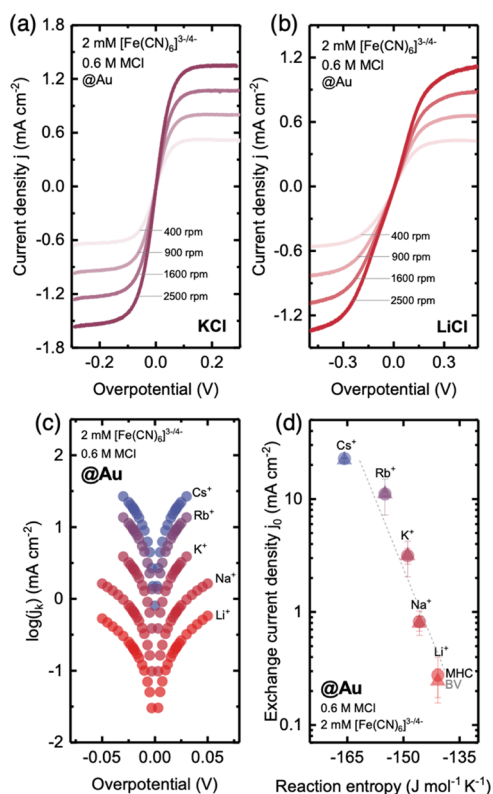 (a)
2 mM [Fe(CN)₆]³⁻/⁴⁻
0.6 M MCl
@Au
Current density j (mA cm⁻²)
1.8
1.2
0.6
0.0
-0.6
-1.2
-1.8
400 rpm
900 rpm
1600 rpm
2500 rpm
KCl
-0.2
0.0
0.2
Overpotential (V)
(b)
2 mM [Fe(CN)₆]³⁻/⁴⁻
0.6 M MCl
@Au
Current density j (mA cm⁻²)
1.2
0.6
0.0
-0.6
-1.2
400 rpm
900 rpm
1600 rpm
2500 rpm
LiCl
-0.3
0.0
0.3
Overpotential (V)
(c)
2 mM [Fe(CN)₆]³⁻/⁴⁻
0.6 M MCl
@Au
log(jₖ) (mA cm⁻²)
2
1
0
-1
-2
Cs⁺
Rb⁺
K⁺
Na⁺
Li⁺
-0.05
0.00
0.05
Overpotential (V)
(d)
Exchange current density j₀ (mA cm⁻²)
10
1
0.1
Cs⁺
Rb⁺
K⁺
Na⁺
Li⁺
MHC
BV
@Au
0.6 M MCl
2 mM [Fe(CN)₆]³⁻/⁴⁻
-165
-150
-135
Reaction entropy (J mol⁻¹ K⁻¹)